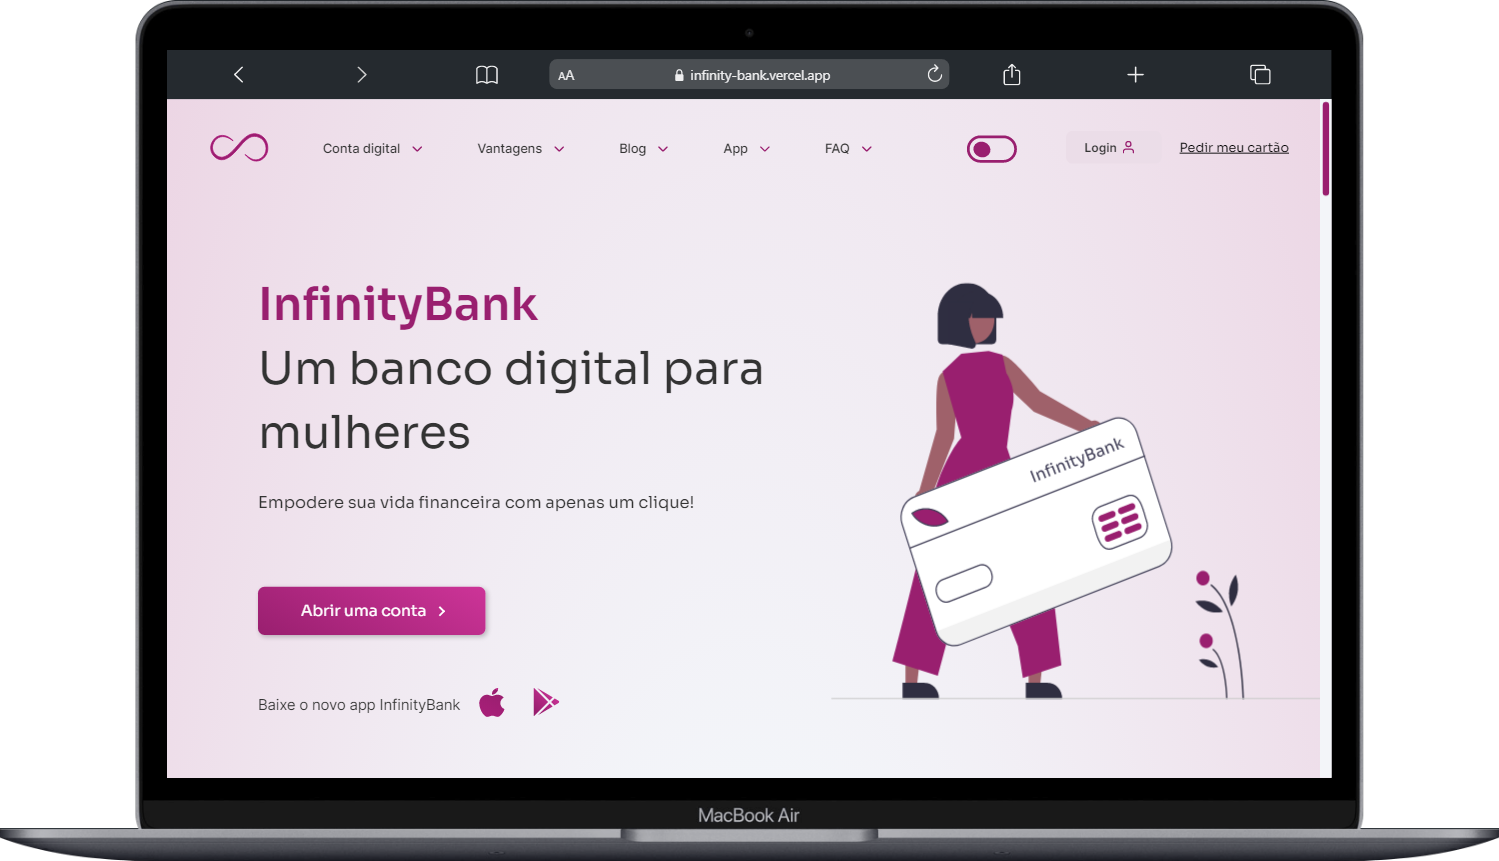 AA
infinity-bank.vercel.app
Conta digital
Vantagens
Blog
App
FAQ
Login
Pedir meu cartão
InfinityBank
Um banco digital para
mulheres
Empodere sua vida financeira com apenas um clique!
Abrir uma conta
Baixe o novo app InfinityBank
InfinityBank
MacBook Air